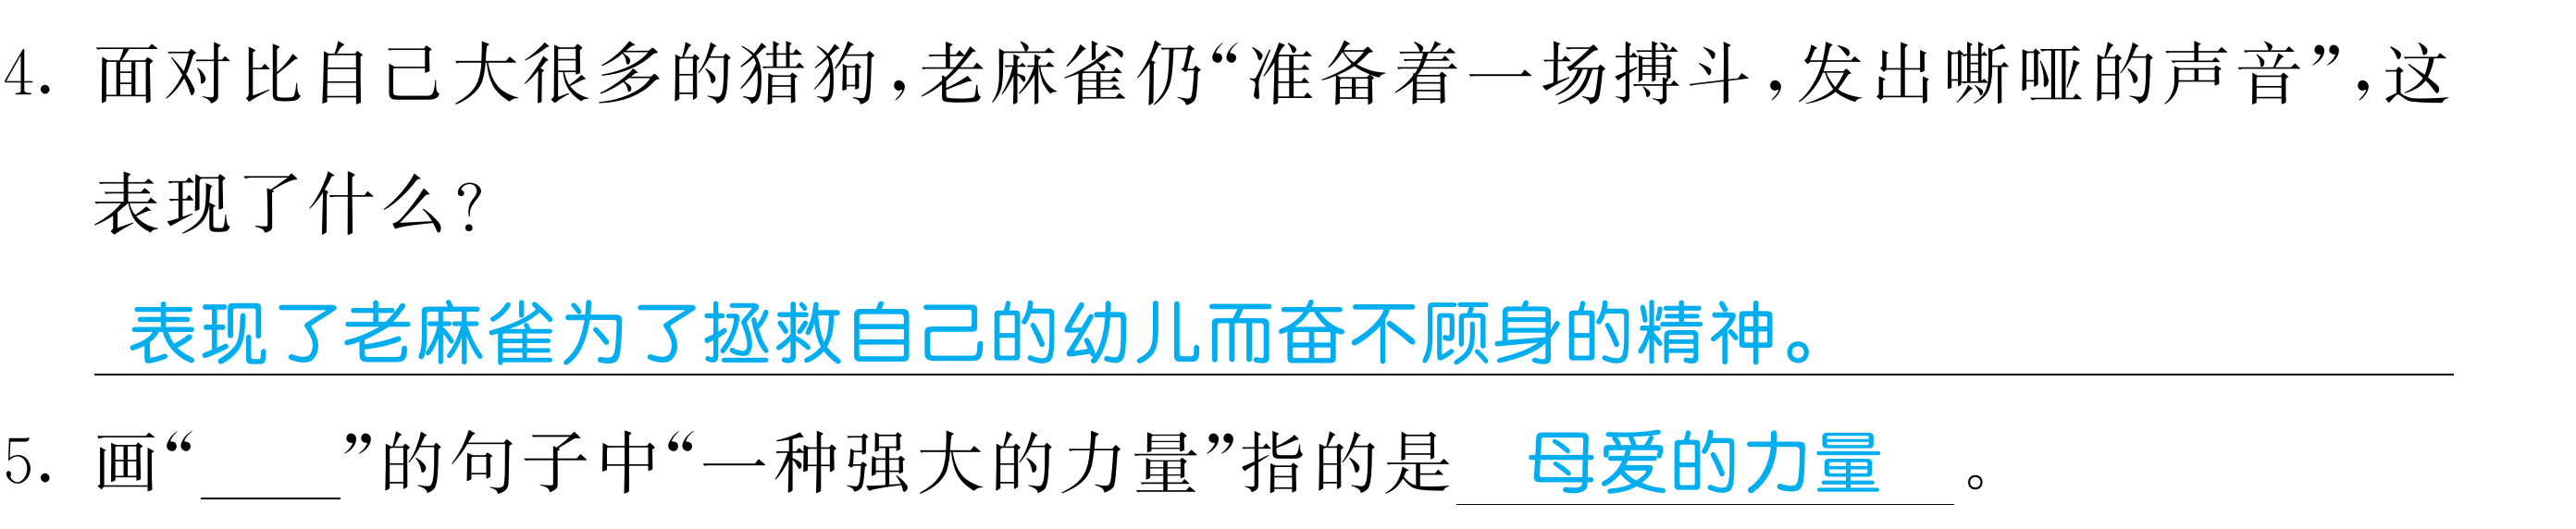 4. 面对比自己大很多的猎狗,老麻雀仍“准备着一场搏斗,发出嘶哑的声音”,这
表现了什么?
表现了老麻雀为了拯救自己的幼儿而奋不顾身的精神。
5. 画“____”的句子中“一种强大的力量”指的是 母爱的力量 。